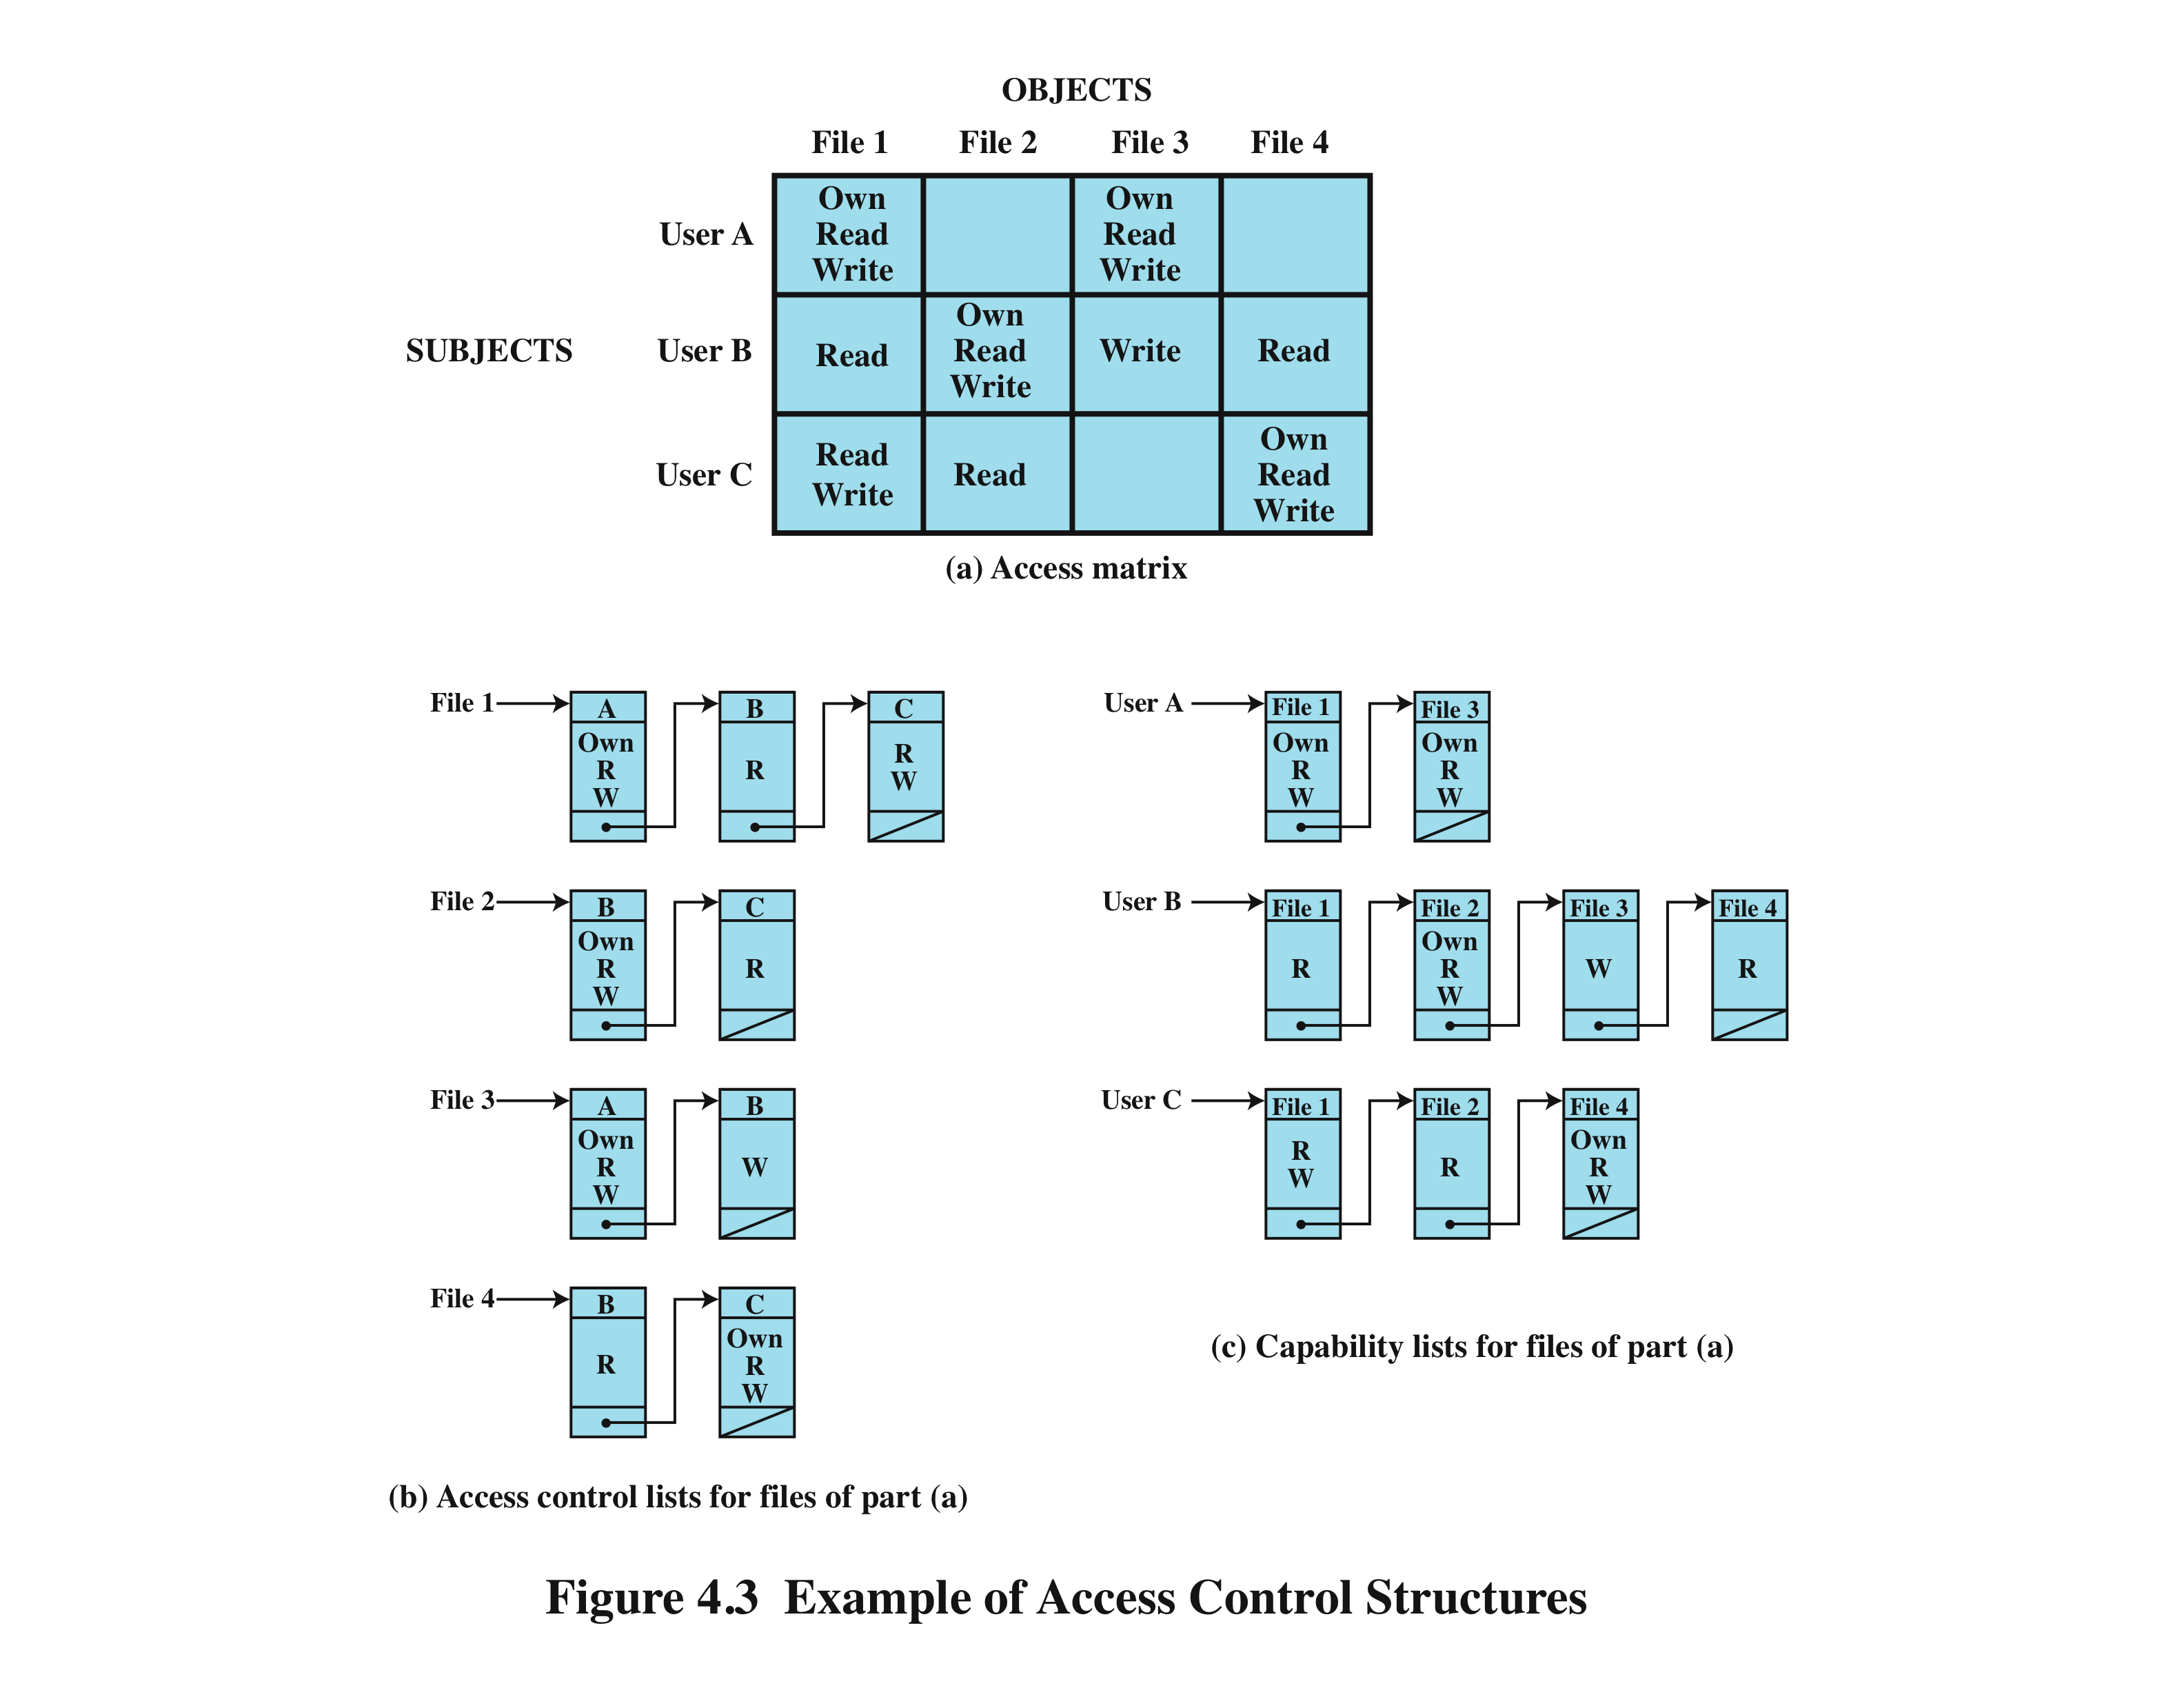 OBJECTS
File 1 File 2 File 3 File 4
SUBJECTS
User A
Own
Read
Write
Own
Read
Write
User B
Read
Own
Read
Write
Write
Read
User C
Read
Write
Read
Own
Read
Write
(a) Access matrix
File 1
A
Own
R
W
B
R
C
R
W
File 2
B
Own
R
W
C
R
File 3
A
Own
R
W
B
W
File 4
B
R
C
Own
R
W
(b) Access control lists for files of part (a)
User A
File 1
Own
R
W
File 3
Own
R
W
User B
File 1
R
File 2
Own
R
W
File 3
W
File 4
R
User C
File 1
R
W
File 2
R
File 4
Own
R
W
(c) Capability lists for files of part (a)
Figure 4.3 Example of Access Control Structures